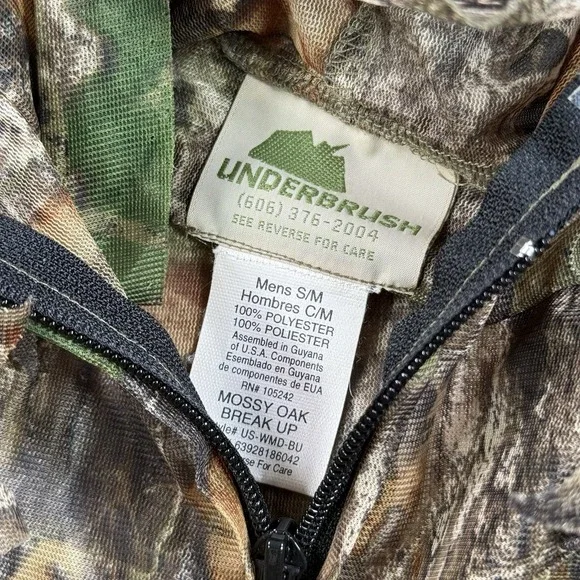 UNDERBRUSH
(606) 376-2004
SEE REVERSE FOR CARE
Mens S/M
Hombres C/M
100% POLYESTER
100% POLIESTER
Assembled in Guyana
of U.S.A. Components
Esemblado en Guyana
de componentes de EUA
RN# 105242
MOSSY OAK
BREAK UP
US-WMD-BU
63928186042
For Care